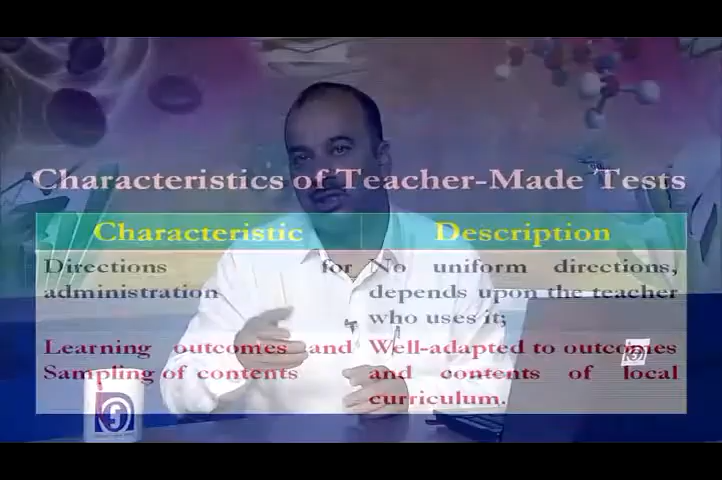 Characteristics of Teacher-Made Tests
Characteristic
Description
Directions for
administration
No uniform directions,
depends upon the teacher
who uses it;
Learning outcomes and
Sampling of contents
Well-adapted to outcomes
and contents of local
curriculum.